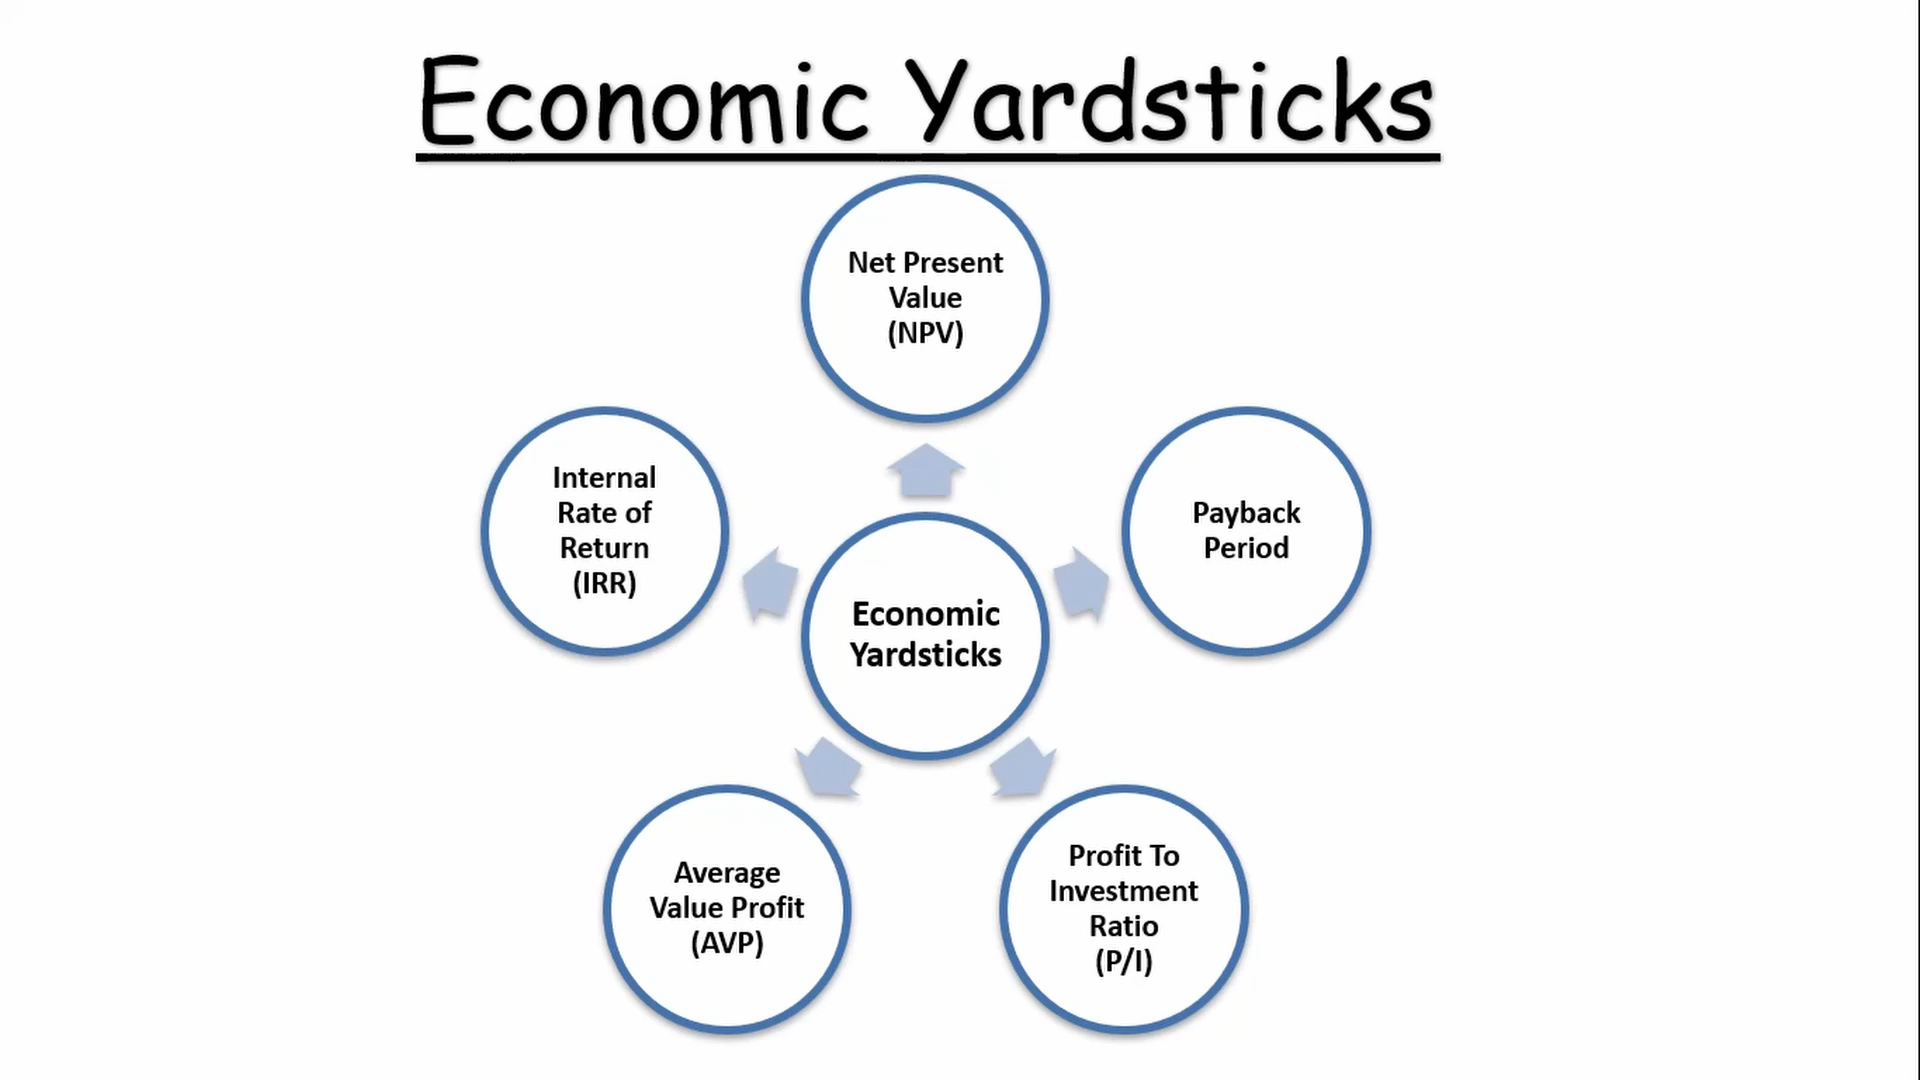 Economic Yardsticks
Net Present
Value
(NPV)
Internal
Rate of
Return
(IRR)
Payback
Period
Economic
Yardsticks
Average
Value Profit
(AVP)
Profit To
Investment
Ratio
(P/I)